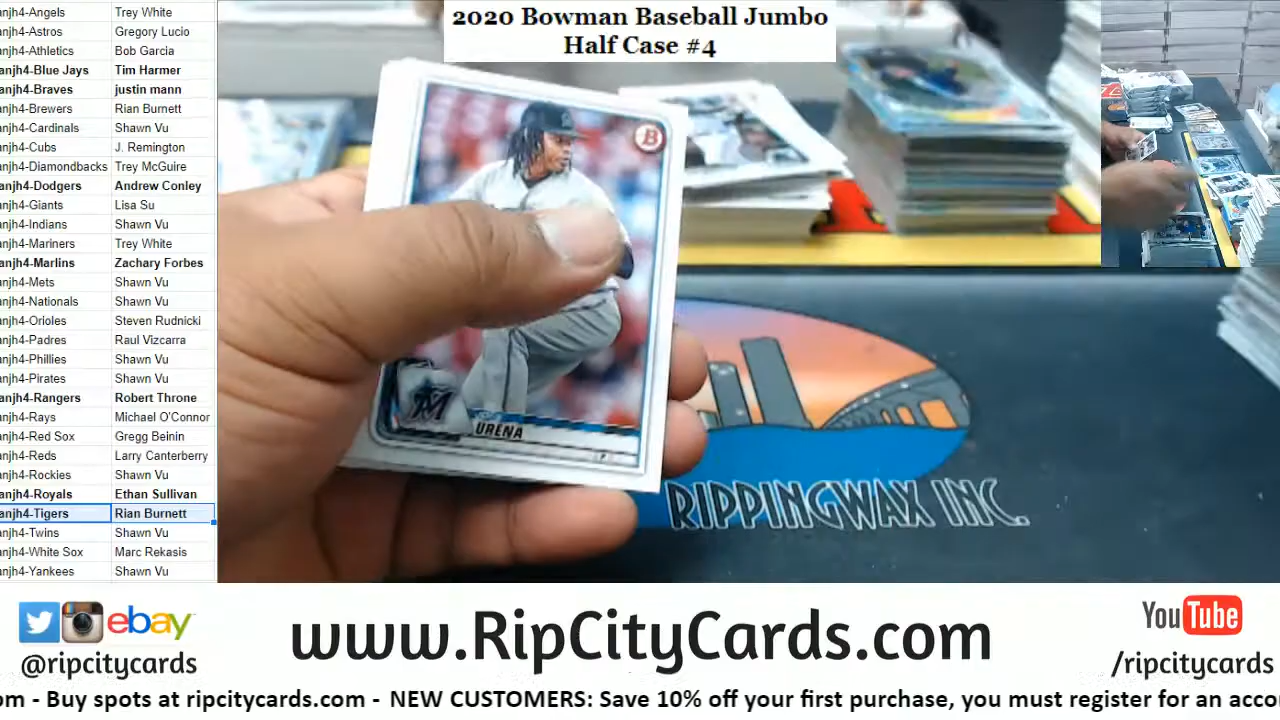 2020 Bowman Baseball Jumbo
Half Case #4
anjh4-Angels Trey White
anjh4-Astros Gregory Lucio
anjh4-Athletics Bob Garcia
anjh4-Blue Jays Tim Harmer
anjh4-Braves justin mann
anjh4-Brewers Rian Burnett
anjh4-Cardinals Shawn Vu
anjh4-Cubs J. Remington
njh4-Diamondbacks Trey McGuire
anjh4-Dodgers Andrew Conley
anjh4-Giants Lisa Su
anjh4-Indians Shawn Vu
anjh4-Mariners Trey White
anjh4-Marlins Zachary Forbes
anjh4-Mets Shawn Vu
anjh4-Nationals Shawn Vu
anjh4-Orioles Steven Rudnicki
anjh4-Padres Raul Vizcarra
anjh4-Phillies Shawn Vu
anjh4-Pirates Shawn Vu
anjh4-Rangers Robert Throne
anjh4-Rays Michael O'Connor
anjh4-Red Sox Gregg Beinin
anjh4-Reds Larry Canterberry
anjh4-Rockies Shawn Vu
anjh4-Royals Ethan Sullivan
anjh4-Tigers Rian Burnett
anjh4-Twins Shawn Vu
anjh4-White Sox Marc Rekasis
anjh4-Yankees Shawn Vu
B
M
UREÑA
RIPPINGWAX INC.
ebay
@ripcitycards
www.RipCityCards.com
YouTube
/ripcitycards
om - Buy spots at ripcitycards.com - NEW CUSTOMERS: Save 10% off your first purchase, you must register for an acco